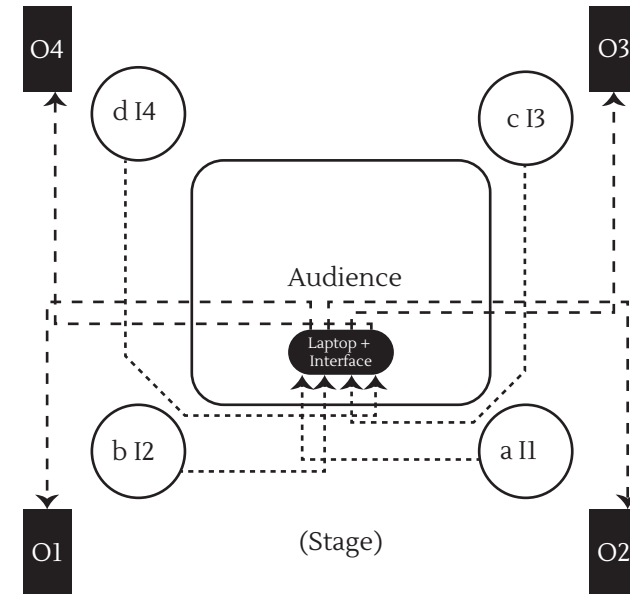 O4
O3
d I4
c I3
Audience
Laptop +
Interface
b I2
a I1
(Stage)
O1
O2